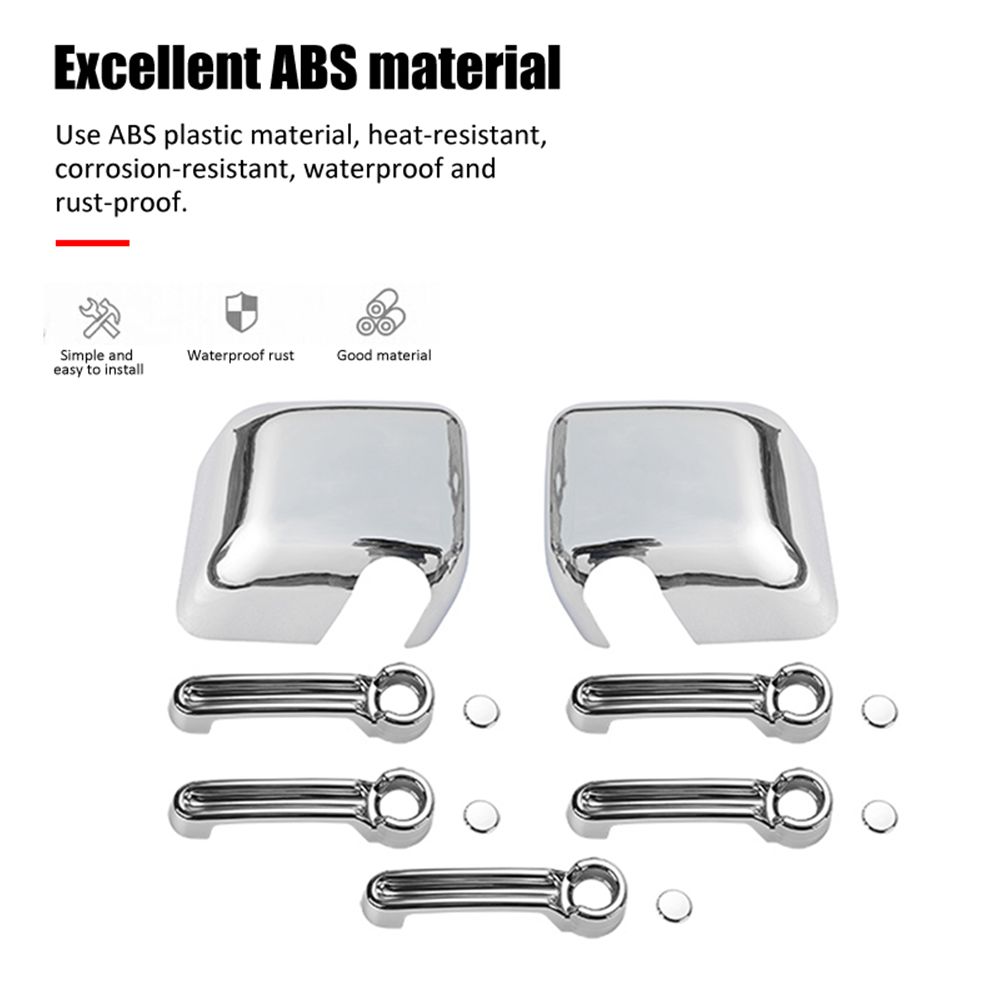 Excellent ABS material
Use ABS plastic material, heat-resistant,
corrosion-resistant, waterproof and
rust-proof.
Simple and
easy to install
Waterproof rust
Good material